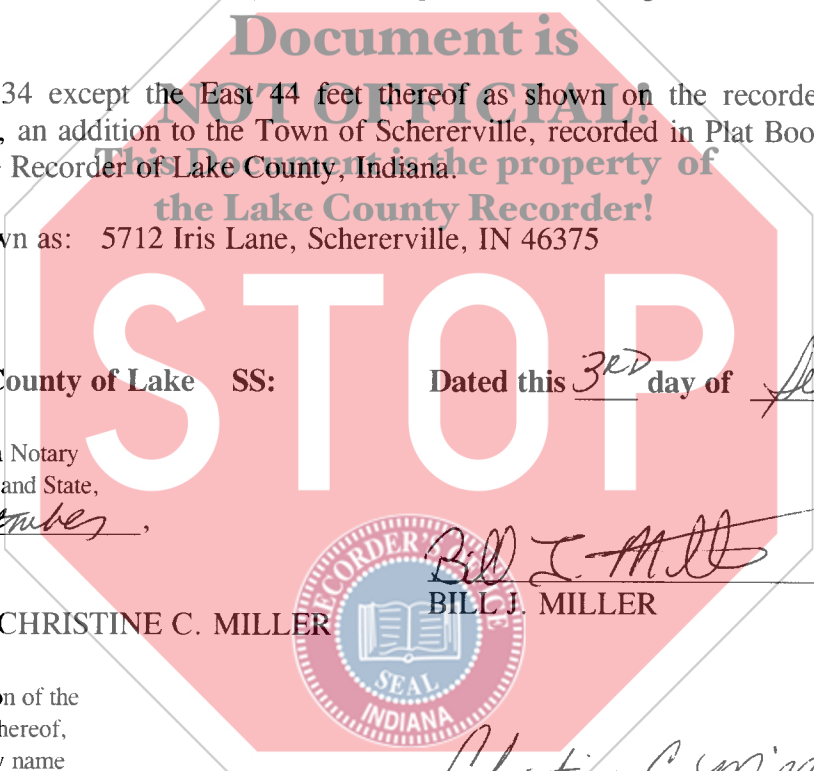 Document is
NOT OFFICIAL!
34 except the East 44 feet thereof as shown on the recorde
, an addition to the Town of Schererville, recorded in Plat Boo
This Document is the property of
Recorder of Lake County, Indiana.
the Lake County Recorder!
wn as: 5712 Iris Lane, Schererville, IN 46375
STOP
County of Lake SS:
Dated this 3RD day of
a Notary
and State,
,
Bill J. Mill
BILL J. MILLER
CHRISTINE C. MILLER
RECORDER'S OFFICE
SEAL
INDIANA
on of the
hereof,
y name
Christine C.